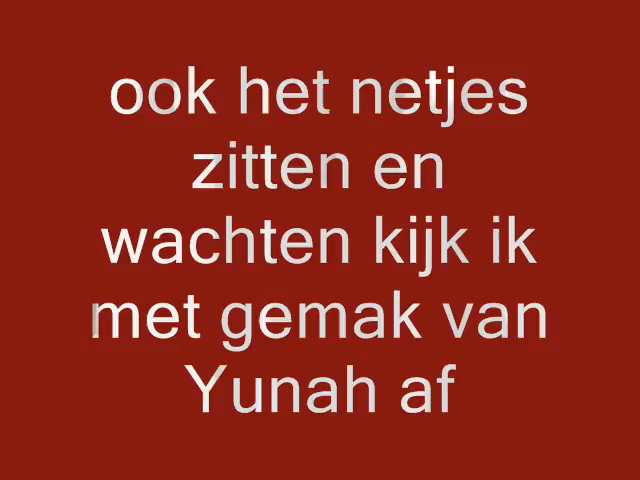 ook het netjes
zitten en
wachten kijk ik
met gemak van
Yunah af